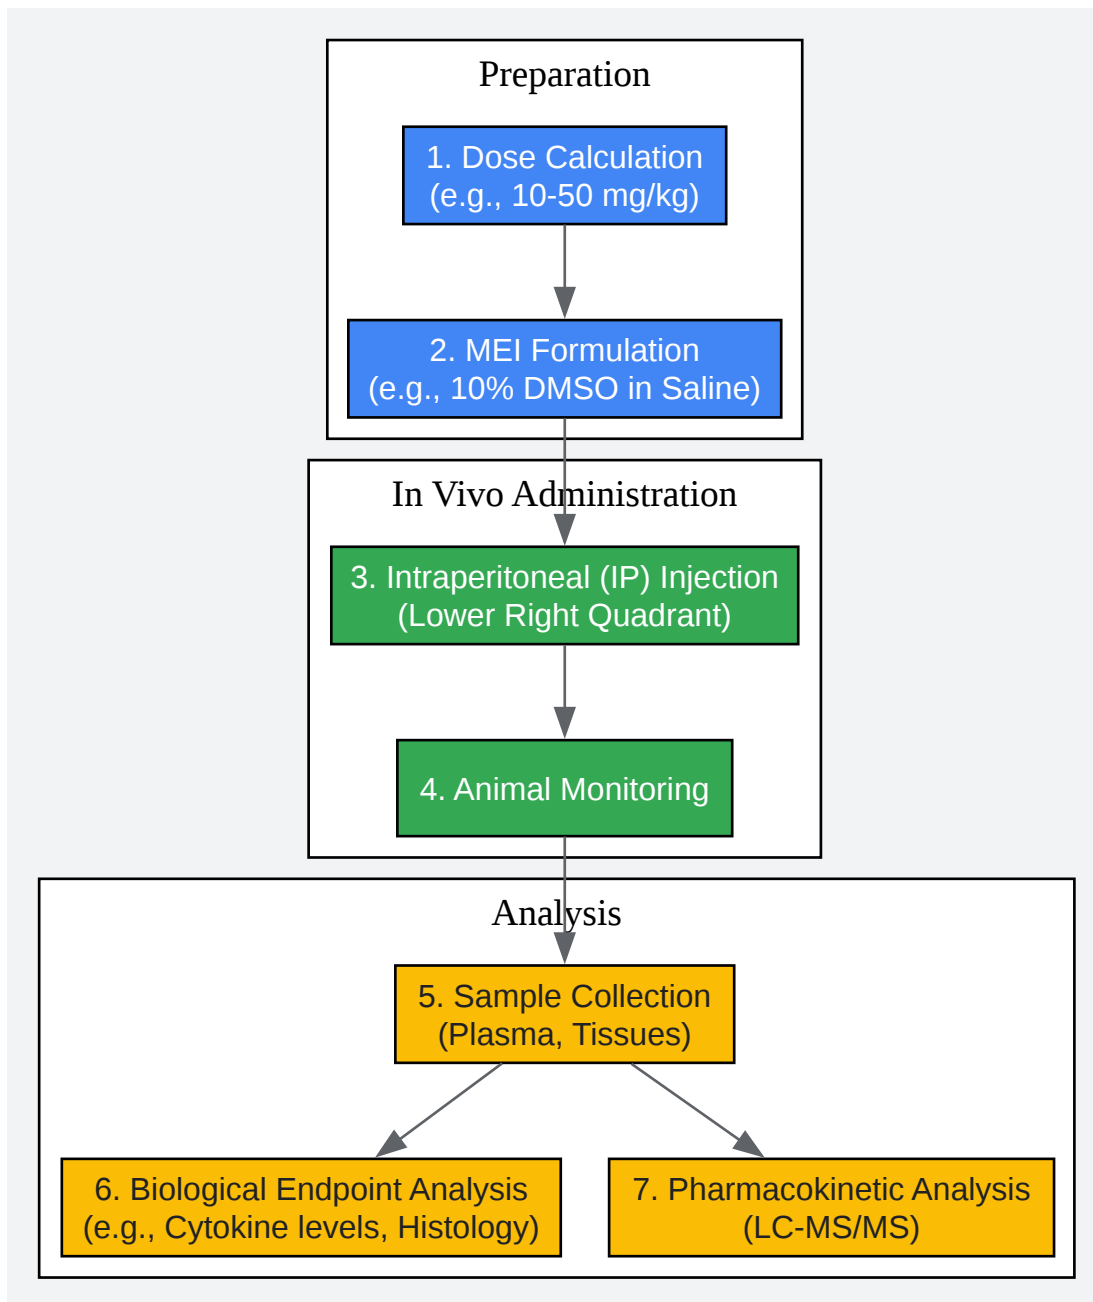 Preparation
1. Dose Calculation
(e.g., 10-50 mg/kg)
2. MEI Formulation
(e.g., 10% DMSO in Saline)
In Vivo Administration
3. Intraperitoneal (IP) Injection
(Lower Right Quadrant)
4. Animal Monitoring
Analysis
5. Sample Collection
(Plasma, Tissues)
6. Biological Endpoint Analysis
(e.g., Cytokine levels, Histology)
7. Pharmacokinetic Analysis
(LC-MS/MS)